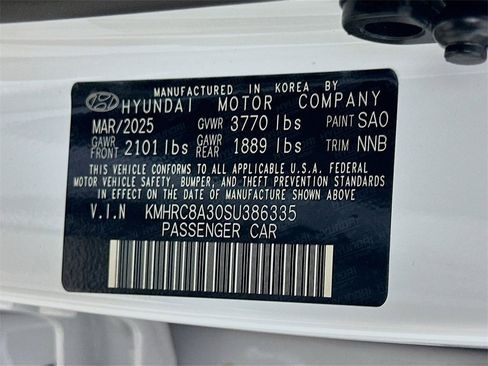 MANUFACTURED IN KOREA BY
HYUNDAI MOTOR COMPANY
MAR/2025 GVWR 3770 lbs PAINT SAO
GAWR FRONT 2101 lbs GAWR REAR 1889 lbs TRIM NNB
THIS VEHICLE CONFORMS TO ALL APPLICABLE U.S.A. FEDERAL
MOTOR VEHICLE SAFETY, BUMPER, AND THEFT PREVENTION STANDARDS
IN EFFECT ON THE DATE OF MANUFACTURE SHOWN ABOVE
V.I.N KMHRC8A30SU386335
PASSENGER CAR